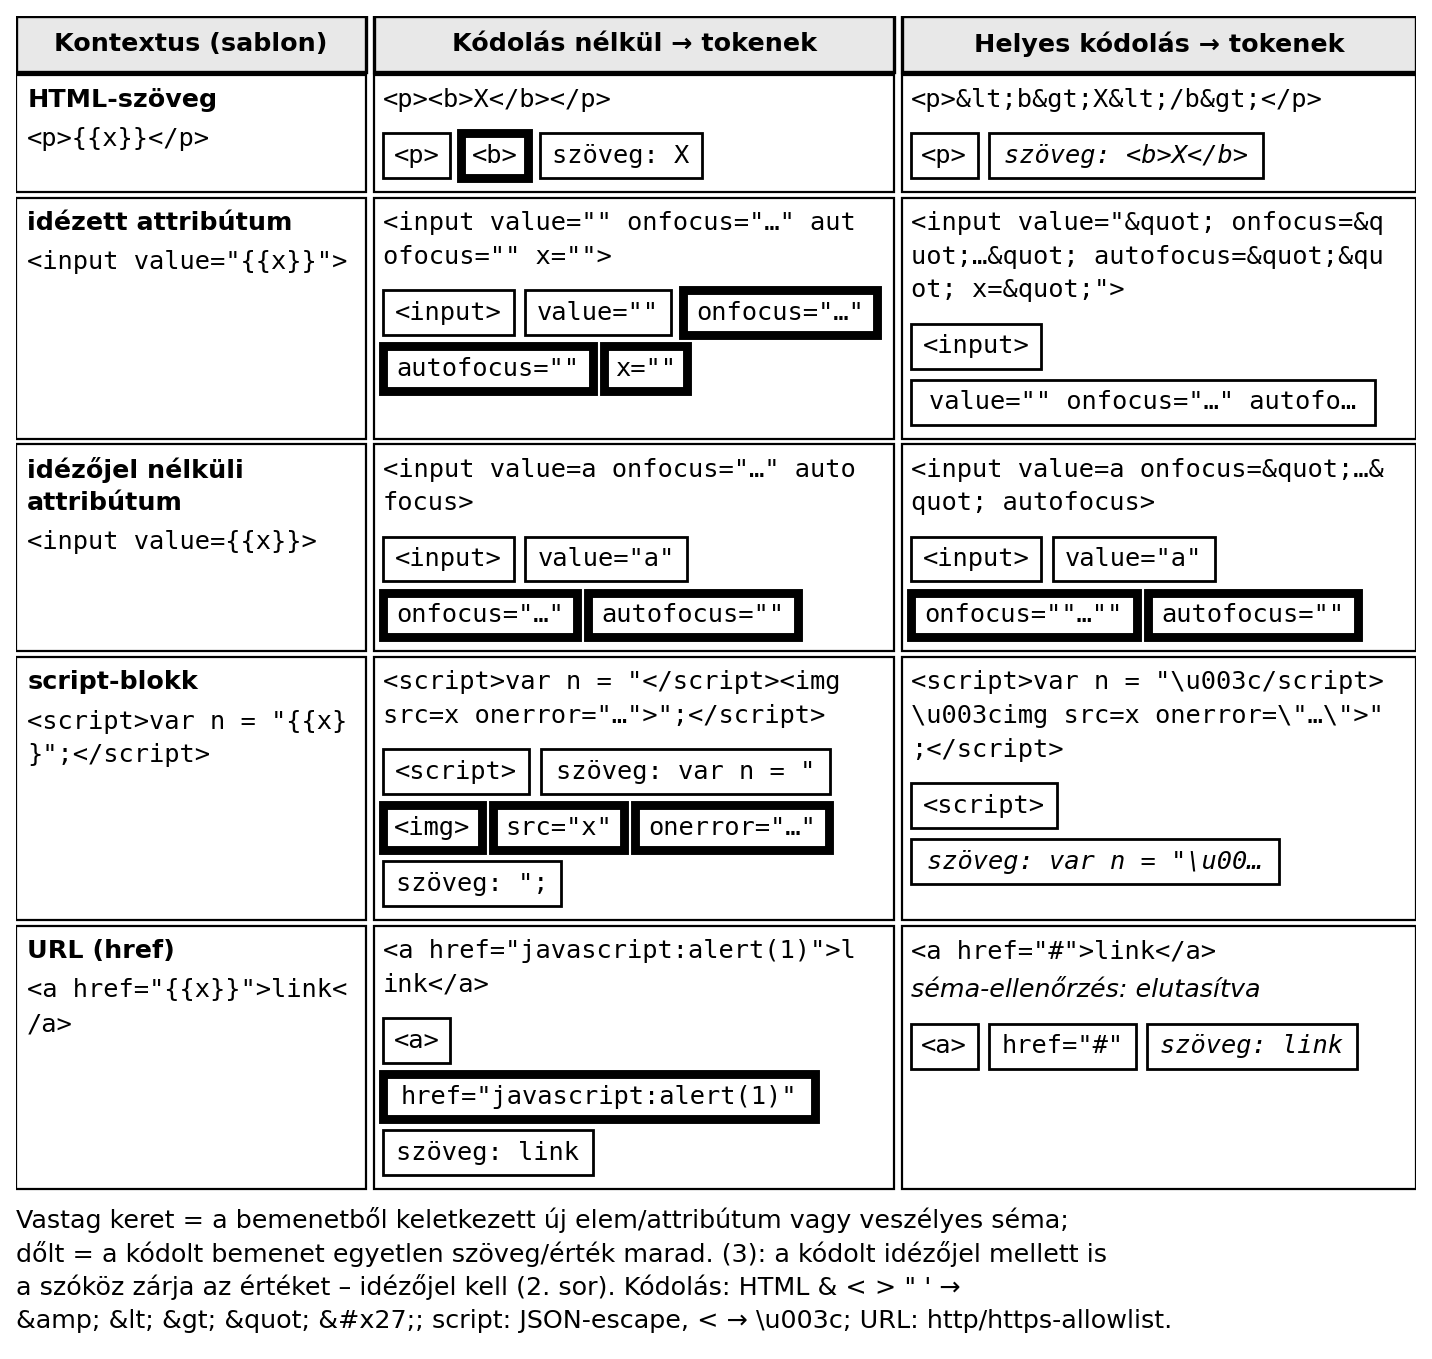 Kontextus (sablon)
Kódolás nélkül → tokenek
Helyes kódolás → tokenek
HTML-szöveg
<p>{{x}}</p>
<p><b>X</b></p>
<p>
<b>
szöveg: X
<p>&lt;b&gt;X&lt;/b&gt;</p>
<p>
szöveg: <b>X</b>
idézett attribútum
<input value="{{x}}">
<input value="" onfocus="…" aut
ofocus="" x="">
<input>
value=""
onfocus="…"
autofocus=""
x=""
<input value="&quot; onfocus=&q
uot;…&quot; autofocus=&quot;&qu
ot; x=&quot;">
<input>
value="" onfocus="…" autofo…
idézőjel nélküli
attribútum
<input value={{x}}>
<input value=a onfocus="…" auto
focus>
<input>
value="a"
onfocus="…"
autofocus=""
<input value=a onfocus=&quot;…&
quot; autofocus>
<input>
value="a"
onfocus=""…""
autofocus=""
script-blokk
<script>var n = "{{x}
}";</script>
<script>var n = "</script><img
src=x onerror="…">";</script>
<script>
szöveg: var n = "
<img>
src="x"
onerror="…"
szöveg: ";
<script>var n = "\u003c/script>
\u003cimg src=x onerror=\"…\">"
;</script>
<script>
szöveg: var n = "\u00…
URL (href)
<a href="{{x}}">link<
/a>
<a href="javascript:alert(1)">l
ink</a>
<a>
href="javascript:alert(1)"
szöveg: link
<a href="#">link</a>
séma-ellenőrzés: elutasítva
<a>
href="#"
szöveg: link
Vastag keret = a bemenetből keletkezett új elem/attribútum vagy veszélyes séma;
dőlt = a kódolt bemenet egyetlen szöveg/érték marad. (3): a kódolt idézőjel mellett is
a szóköz zárja az értéket – idézőjel kell (2. sor). Kódolás: HTML & < > " ' →
&amp; &lt; &gt; &quot; &#x27;; script: JSON-escape, < → \u003c; URL: http/https-allowlist.